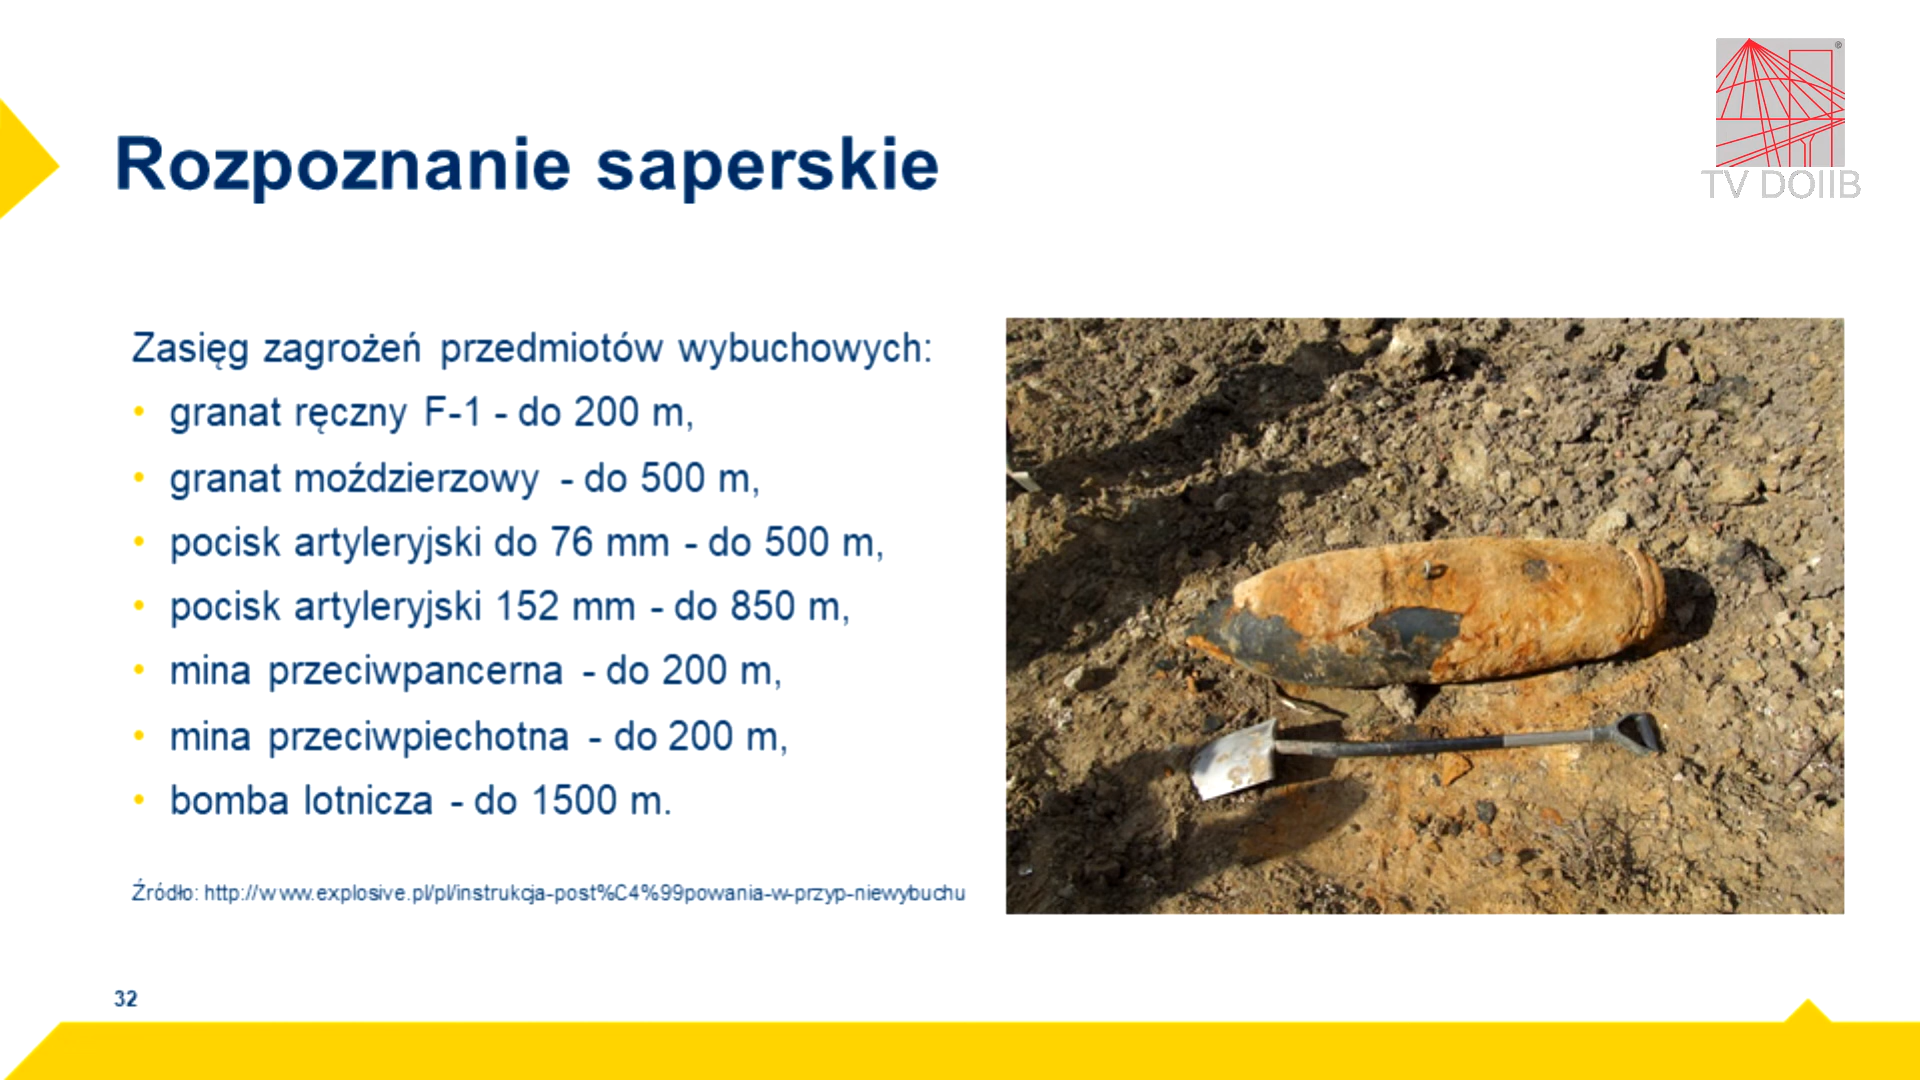 ®
TV DOIIB
Rozpoznanie saperskie
Zasięg zagrożeń przedmiotów wybuchowych:
• granat ręczny F-1 - do 200 m,
• granat moździerzowy - do 500 m,
• pocisk artyleryjski do 76 mm - do 500 m,
• pocisk artyleryjski 152 mm - do 850 m,
• mina przeciwpancerna - do 200 m,
• mina przeciwpiechotna - do 200 m,
• bomba lotnicza - do 1500 m.
Źródło: http://www.explosive.pl/pl/instrukcja-post%C4%99powania-w-przyp-niewybuchu
32